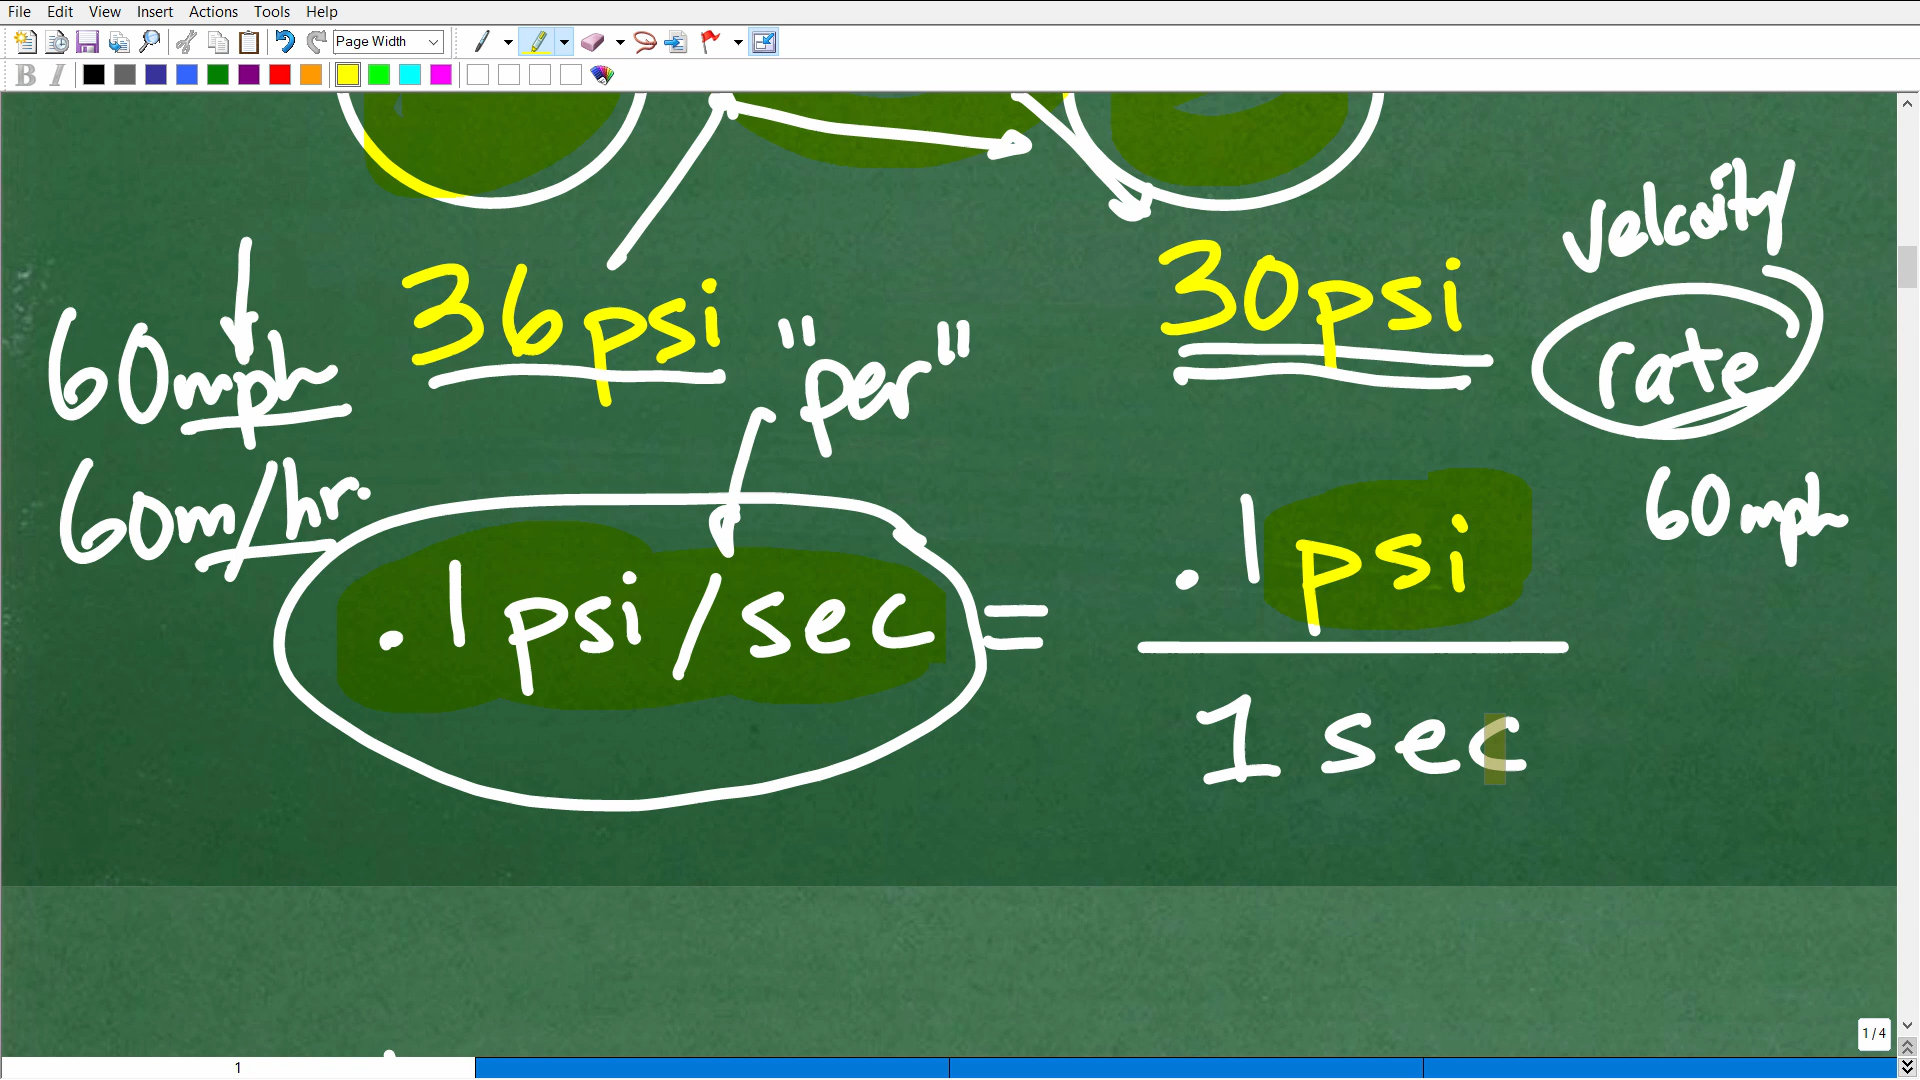 File Edit View Insert Actions Tools Help
Page Width
B I
velcoity
36psi
30psi
60mph
"per"
rate
60m/hr.
60mph
.1psi/sec = .1psi
1 sec
1/4
1